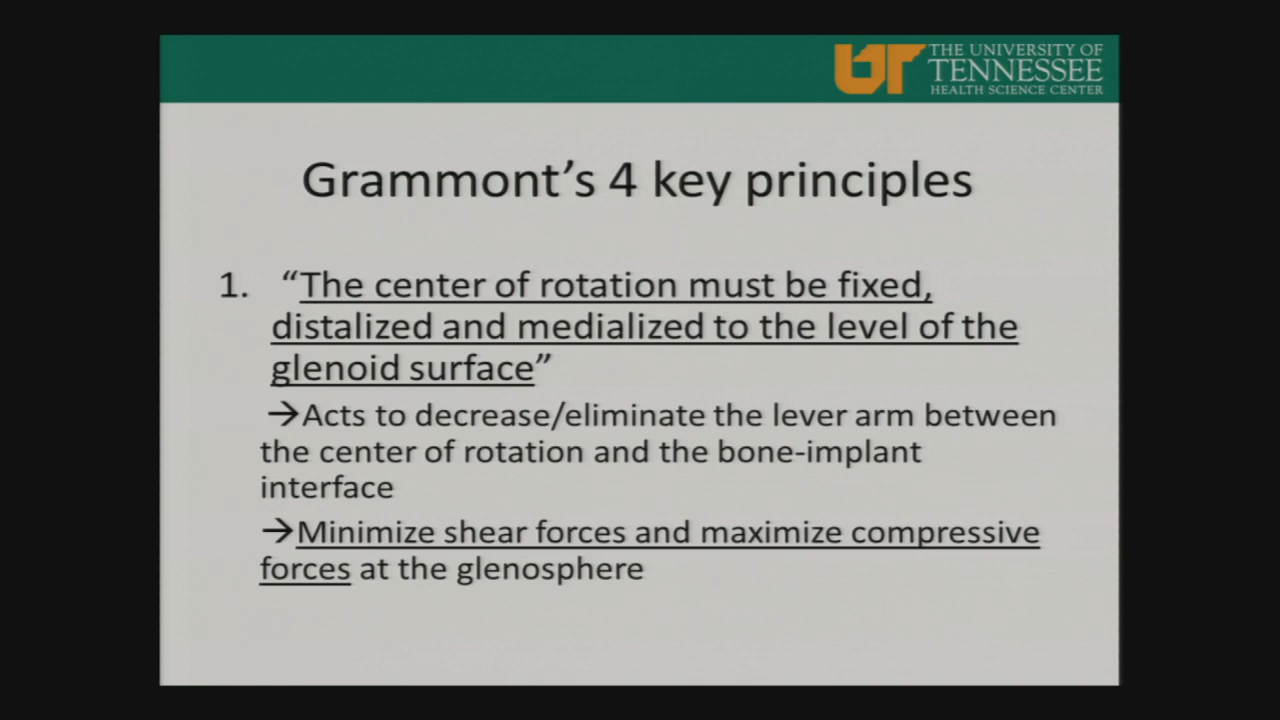 THE UNIVERSITY OF
TENNESSEE
HEALTH SCIENCE CENTER
Grammont's 4 key principles
1. “The center of rotation must be fixed,
distalized and medialized to the level of the
glenoid surface”
→Acts to decrease/eliminate the lever arm between
the center of rotation and the bone-implant
interface
→Minimize shear forces and maximize compressive
forces at the glenosphere